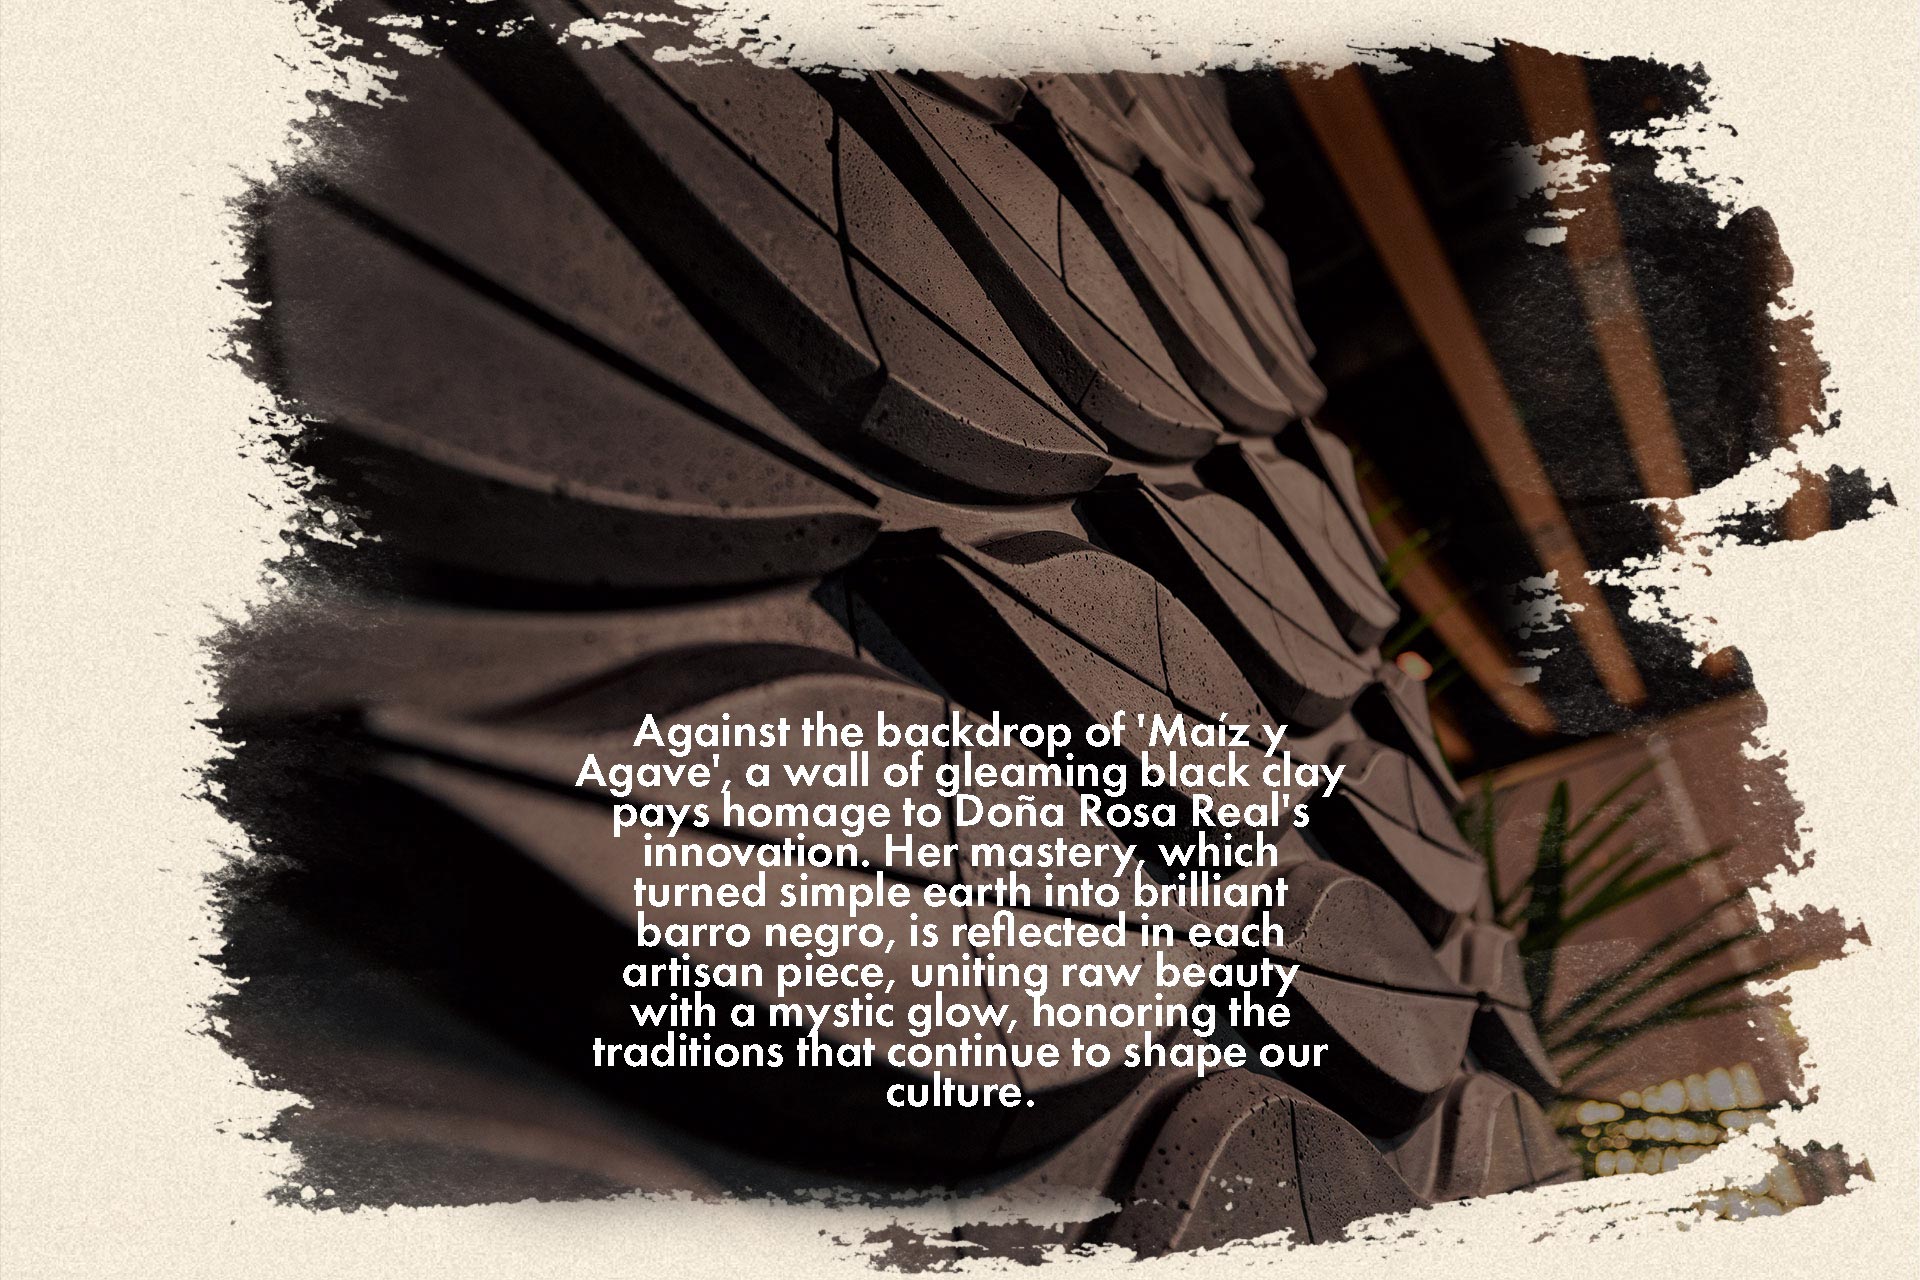 Against the backdrop of 'Maíz y
Agave', a wall of gleaming black clay
pays homage to Doña Rosa Real's
innovation. Her mastery, which
turned simple earth into brilliant
barro negro, is reflected in each
artisan piece, uniting raw beauty
with a mystic glow, honoring the
traditions that continue to shape our
culture.